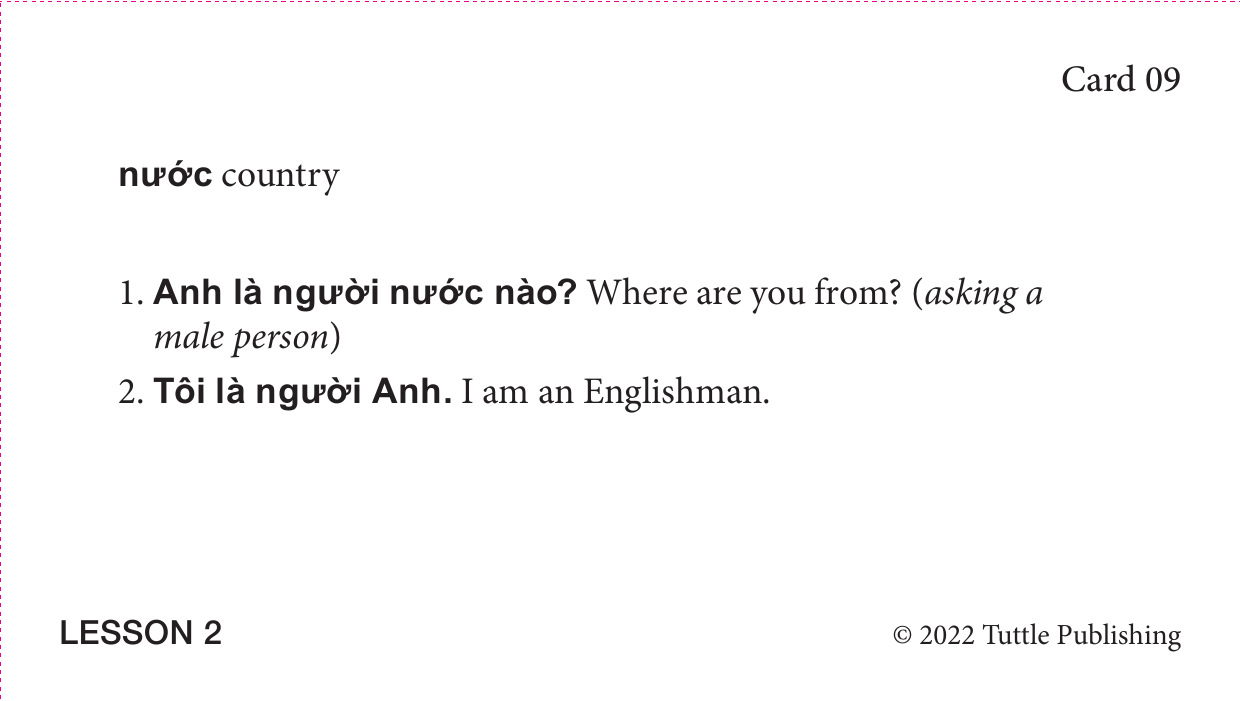 Card 09
nước country
1. Anh là người nước nào? Where are you from? (asking a
male person)
2. Tôi là người Anh. I am an Englishman.
LESSON 2
© 2022 Tuttle Publishing